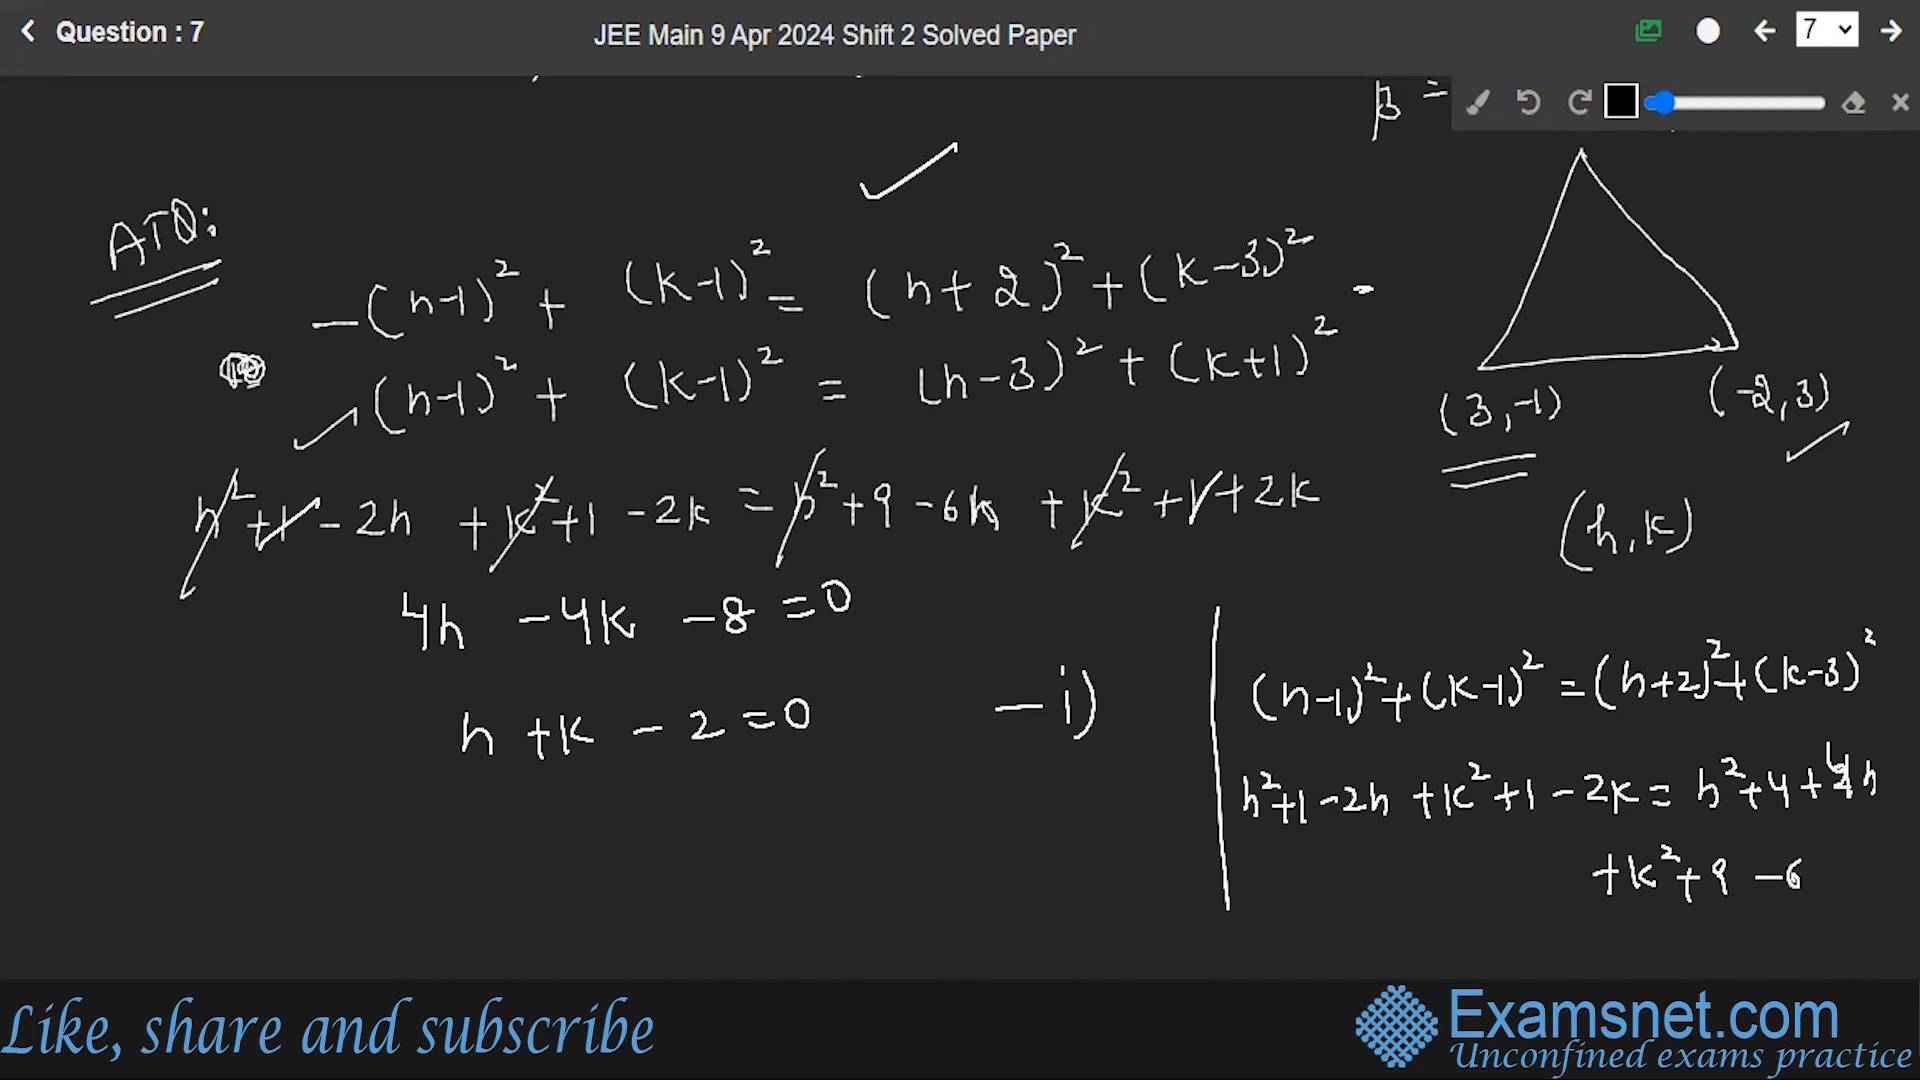 Question : 7
JEE Main 9 Apr 2024 Shift 2 Solved Paper
7
β =
ATQ:
(h-1)² + (k-1)² = (h+2)² + (k-3)²
(h-1)² + (k-1)² = (h-3)² + (k+1)²
(3,-1)
(-2,3)
h² +1 -2h + k² +1 -2k = h² +9 -6h + k² +1 +2k
(h,k)
4h -4k -8 =0
h +k -2 =0 -i)
(h-1)²+(k-1)²=(h+2)²+(k-3)²
h²+1-2h+k²+1-2k= h²+4+4h
+k²+9-6
Like, share and subscribe
Examsnet.com
Unconfined exams practice